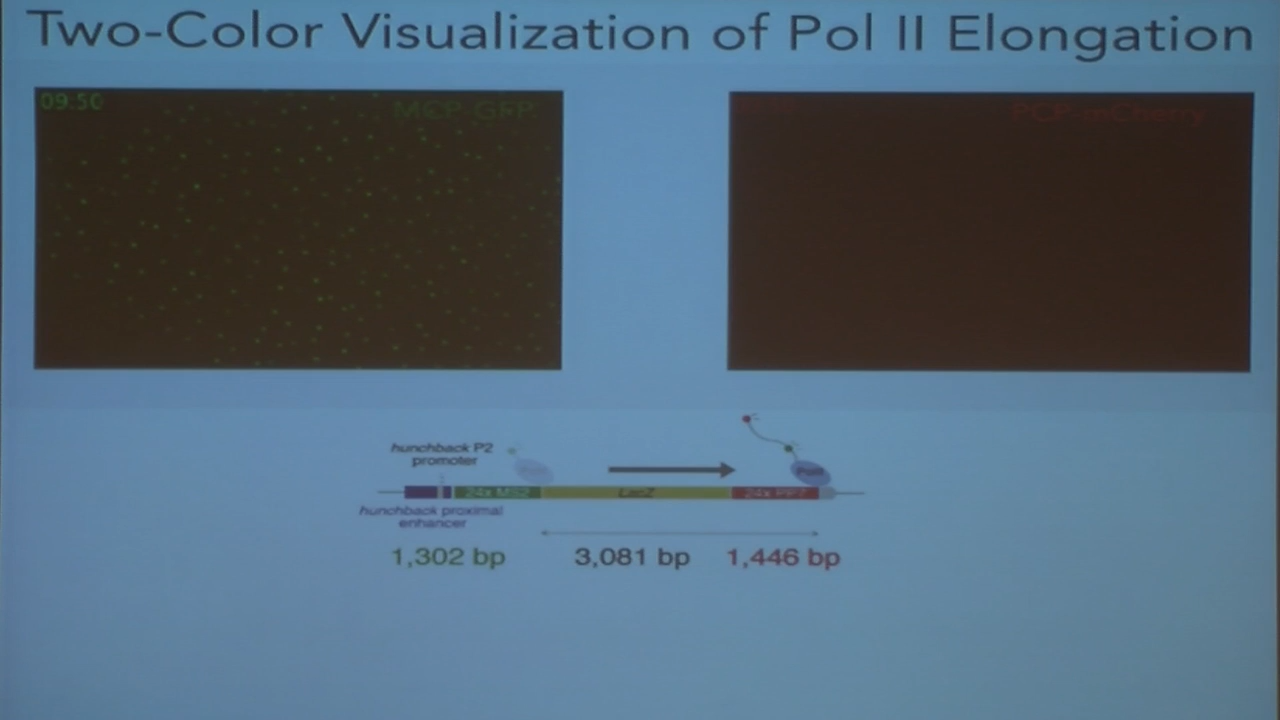 Two-Color Visualization of Pol II Elongation
09:50
MCP-GFP
PCP-mCherry
hunchback P2
promoter
24x MS2
LacZ
24x PP7
hunchback proximal
enhancer
1,302 bp
3,081 bp
1,446 bp